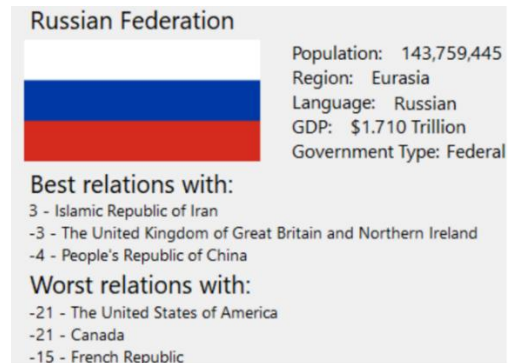 Russian Federation
Population: 143,759,445
Region: Eurasia
Language: Russian
GDP: $1.710 Trillion
Government Type: Federal
Best relations with:
3 - Islamic Republic of Iran
-3 - The United Kingdom of Great Britain and Northern Ireland
-4 - People's Republic of China
Worst relations with:
-21 - The United States of America
-21 - Canada
-15 - French Republic